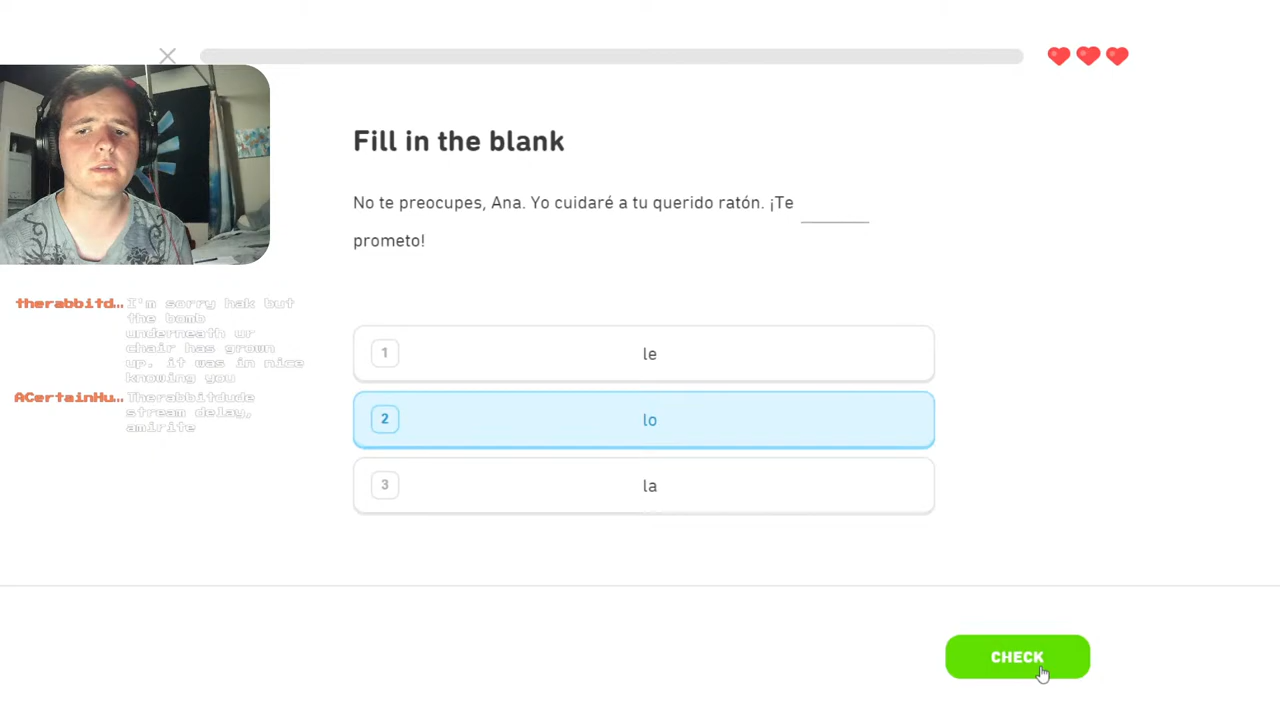 Fill in the blank
No te preocupes, Ana. Yo cuidaré a tu querido ratón. ¡Te
prometo!
therabbitd... I'm sorry hak but
the bomb
underneath ur
chair has grown
up. it was in nice
knowing you
ACertainHu... Therabbitdude
stream delay,
amirite
1 le
2 lo
3 la
CHECK